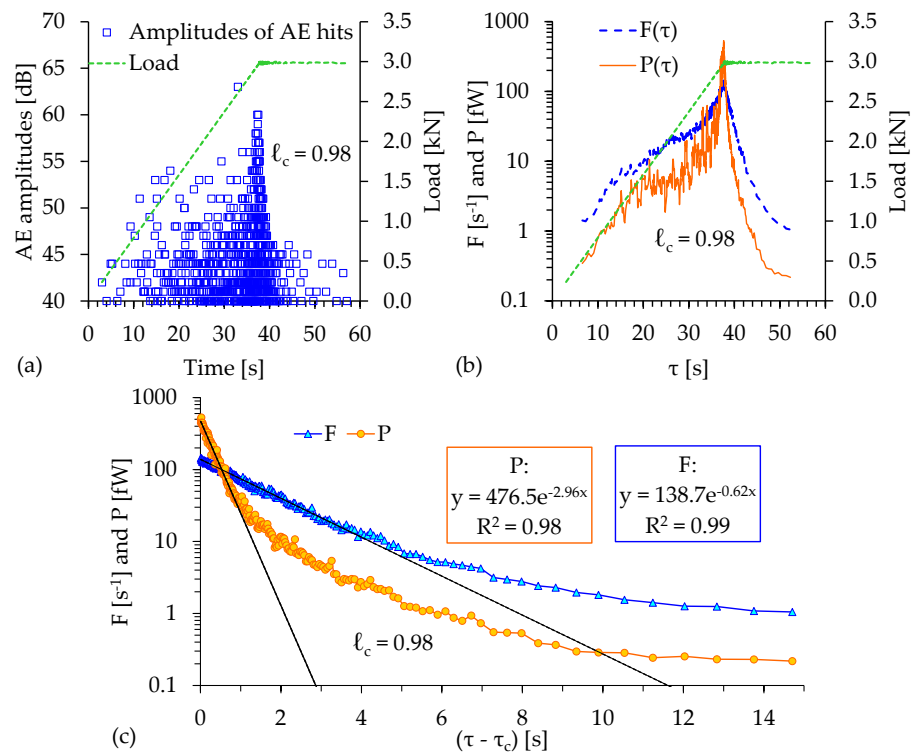 70
65
60
55
50
45
40
AE amplitudes [dB]
Amplitudes of AE hits
Load
ℓc = 0.98
3.5
3.0
2.5
2.0
1.5
1.0
0.5
0.0
Load [kN]
0 10 20 30 40 50 60
(a) Time [s]
1000
100
10
1
0.1
F [s⁻¹] and P [fW]
F(τ)
P(τ)
ℓc = 0.98
3.5
3.0
2.5
2.0
1.5
1.0
0.5
0.0
Load [kN]
0 10 20 30 40 50 60
(b) τ [s]
1000
100
10
1
0.1
F [s⁻¹] and P [fW]
F P
P:
y = 476.5e⁻²·⁹⁶ˣ
R² = 0.98
F:
y = 138.7e⁻⁰·⁶²ˣ
R² = 0.99
ℓc = 0.98
0 2 4 6 8 10 12 14
(c) (τ - τc) [s]